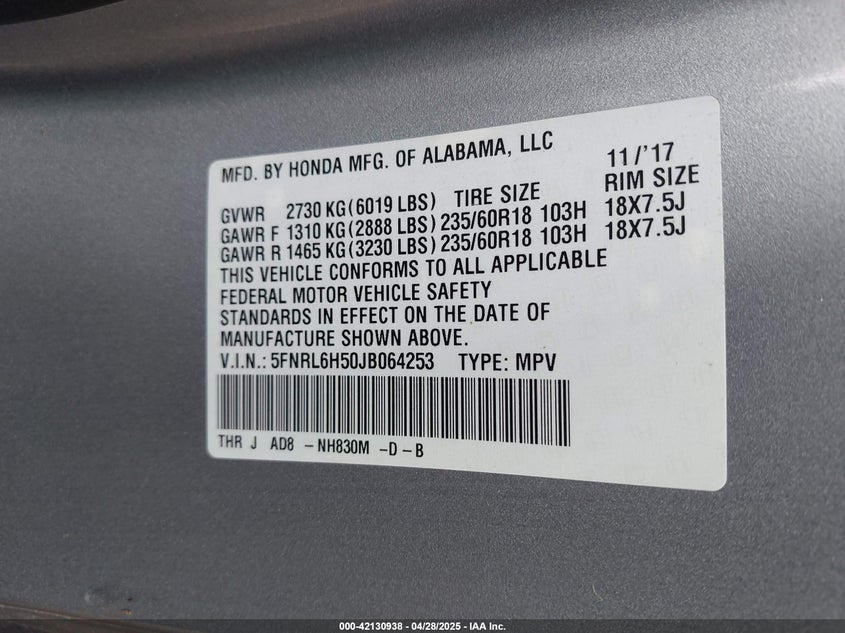 MFD. BY HONDA MFG. OF ALABAMA, LLC 11/'17
GVWR 2730 KG(6019 LBS) TIRE SIZE RIM SIZE
GAWR F 1310 KG(2888 LBS) 235/60R18 103H 18X7.5J
GAWR R 1465 KG(3230 LBS) 235/60R18 103H 18X7.5J
THIS VEHICLE CONFORMS TO ALL APPLICABLE
FEDERAL MOTOR VEHICLE SAFETY
STANDARDS IN EFFECT ON THE DATE OF
MANUFACTURE SHOWN ABOVE.
V.I.N.: 5FNRL6H50JB064253 TYPE: MPV
THR J AD8 -NH830M -D-B
000-42130938 - 04/28/2025 - IAA Inc.